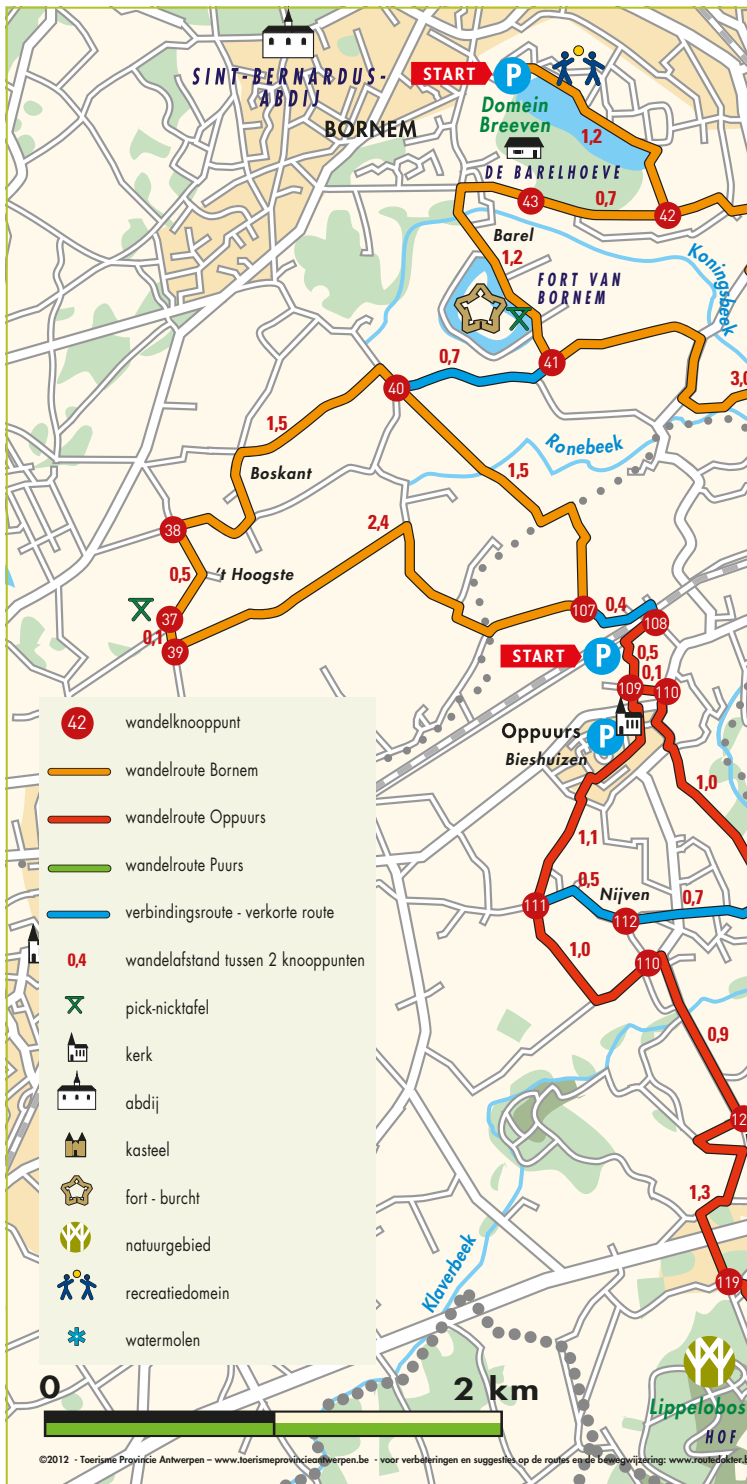 SINT-BERNARDUS-
ABDIJ
BORNEM
START
P
Domein
Breeven
1,2
DE BARELHOEVE
43
0,7
42
Barel
1,2
FORT VAN
BORNEM
Koningsbeek
0,7
41
40
3,0
1,5
Boskant
Ronebeek
1,5
38
2,4
0,5
't Hoogste
37
0,1
39
107
0,4
108
START
P
0,5
0,1
109
110
Oppuurs
P
Bieshuizen
1,0
1,1
0,5
Nijven
0,7
111
112
1,0
110
0,9
12
1,3
119
Klaverbeek
Lippelobos
HOF
42 wandelknooppunt
wandelroute Bornem
wandelroute Oppuurs
wandelroute Puurs
verbindingsroute - verkorte route
0,4 wandelafstand tussen 2 knooppunten
pick-nicktafel
kerk
abdij
kasteel
fort - burcht
natuurgebied
recreatiedomein
watermolen
0 2 km
©2012 - Toerisme Provincie Antwerpen – www.toerismeprovincieantwerpen.be - voor verbeteringen en suggesties op de routes en de bewegwijzering: www.routedokter.b